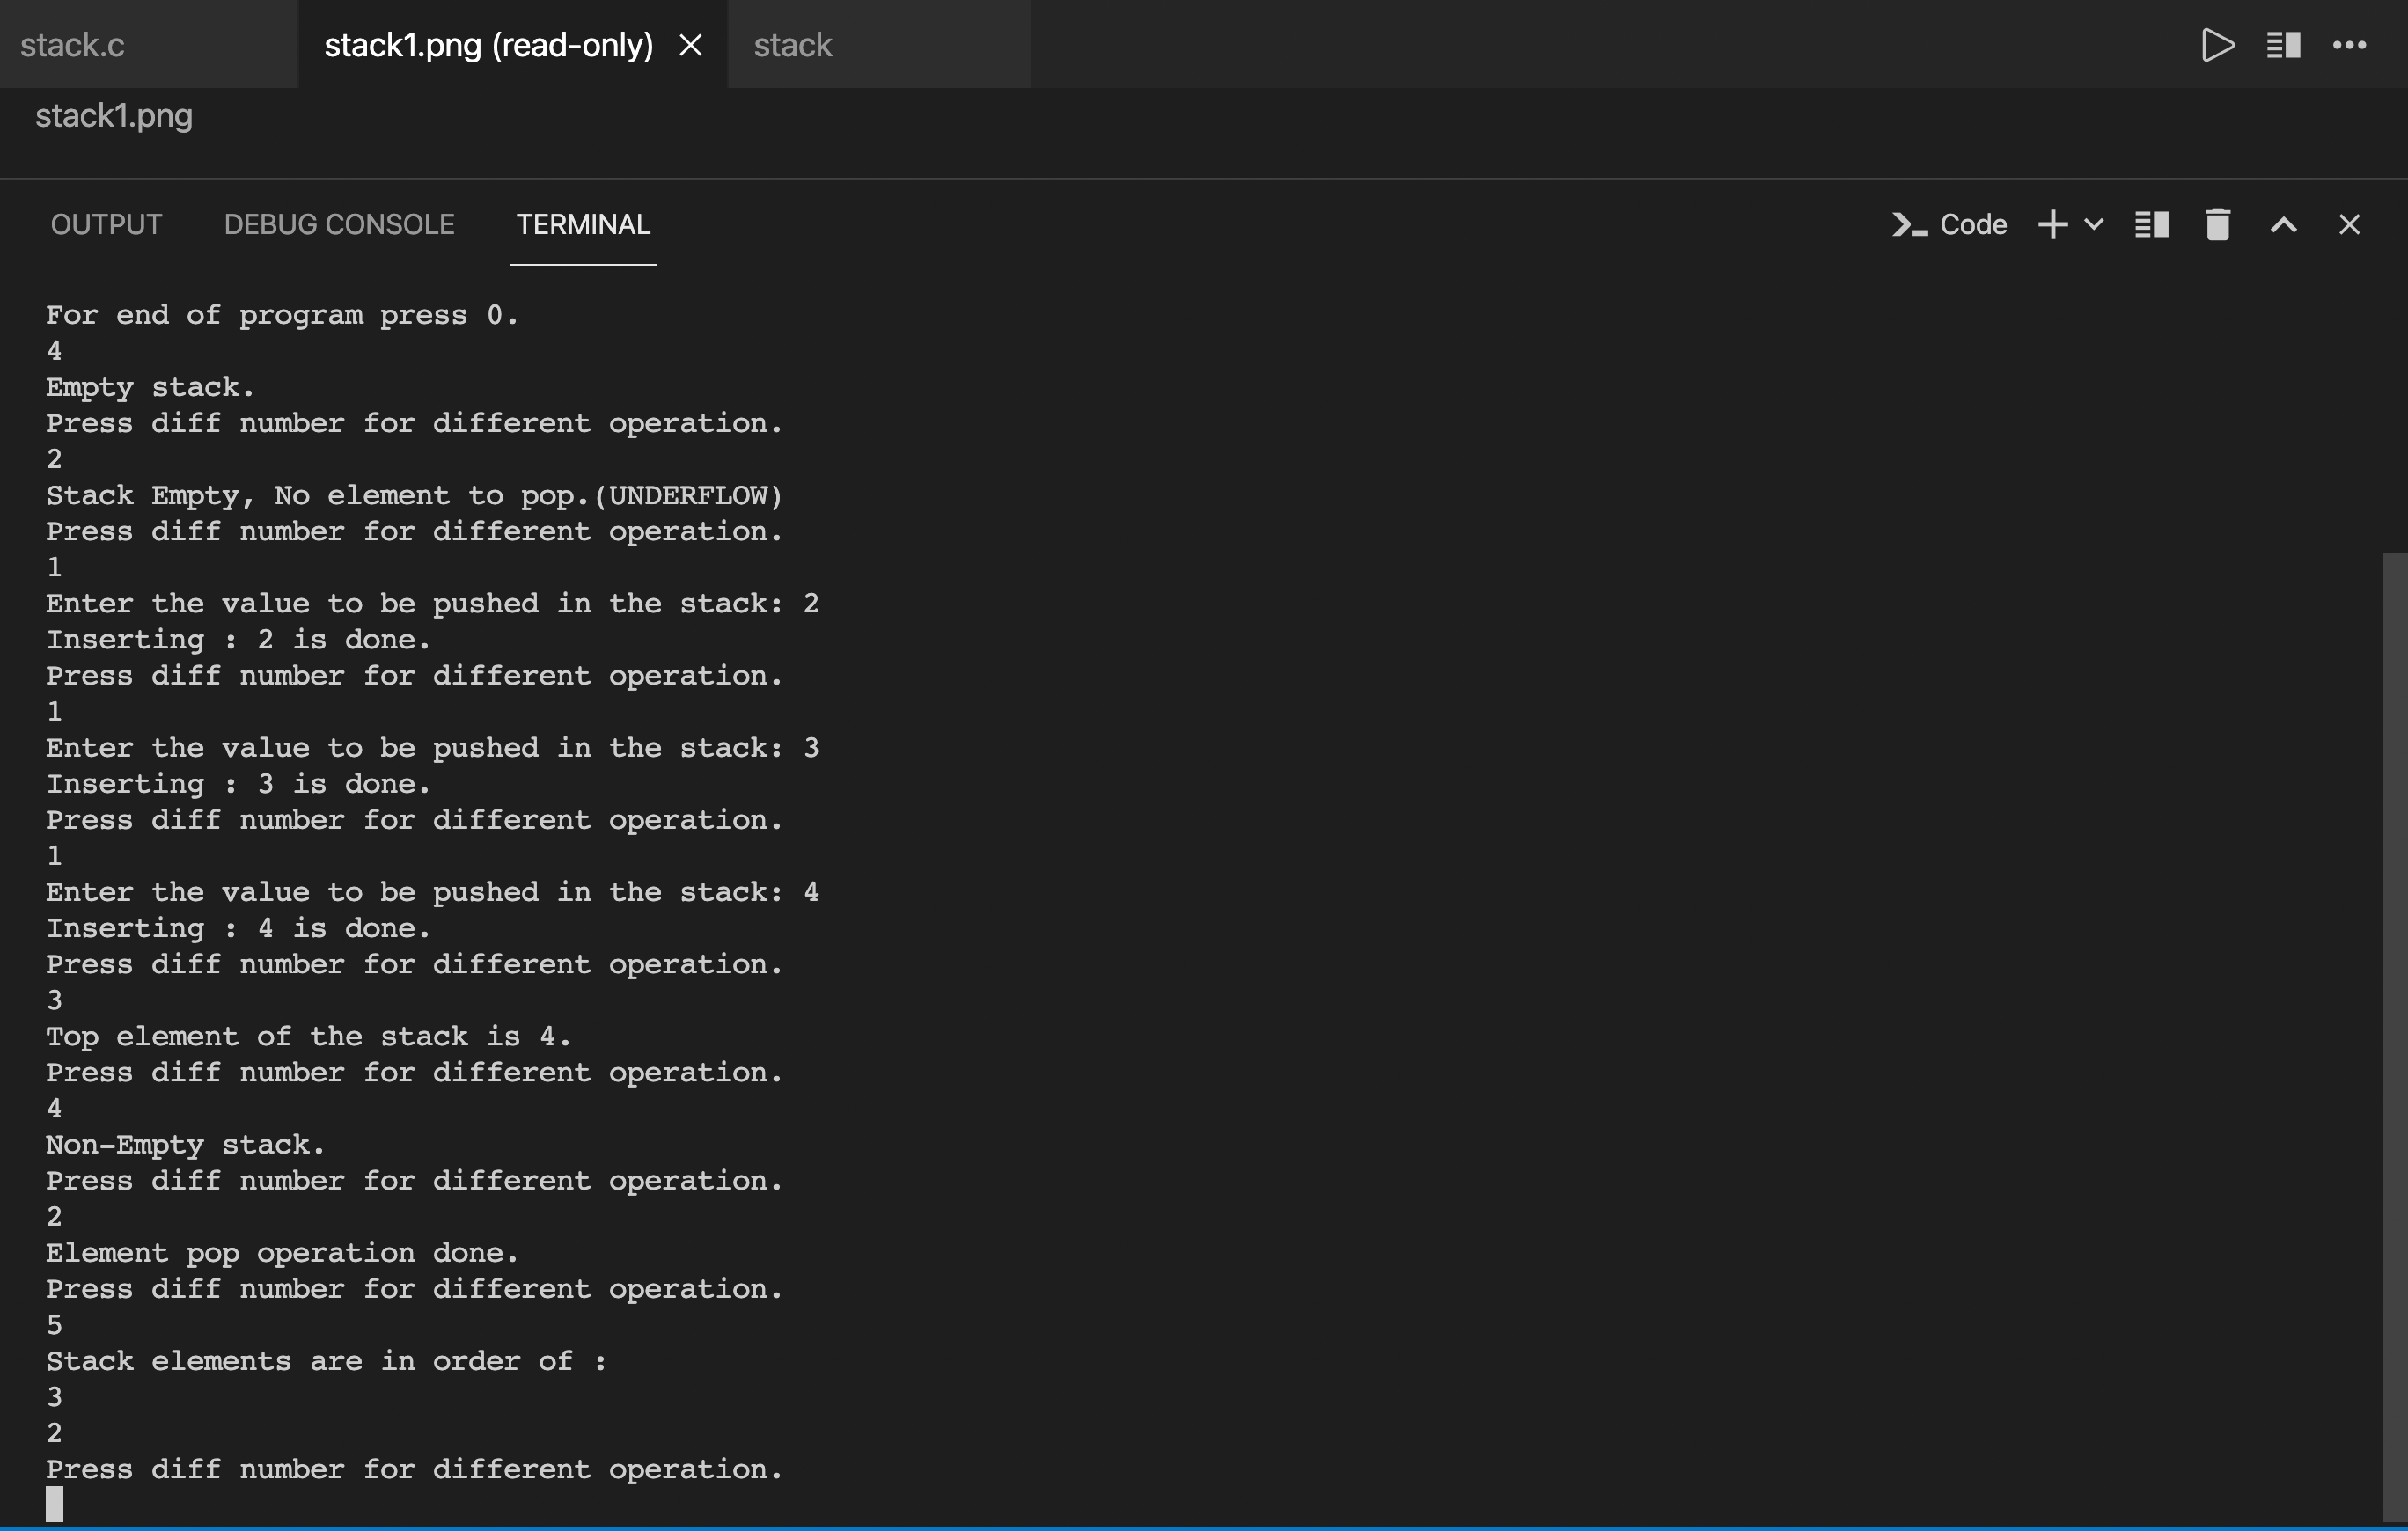 stack.c stack1.png (read-only) stack
stack1.png
OUTPUT DEBUG CONSOLE TERMINAL Code
For end of program press 0.
4
Empty stack.
Press diff number for different operation.
2
Stack Empty, No element to pop.(UNDERFLOW)
Press diff number for different operation.
1
Enter the value to be pushed in the stack: 2
Inserting : 2 is done.
Press diff number for different operation.
1
Enter the value to be pushed in the stack: 3
Inserting : 3 is done.
Press diff number for different operation.
1
Enter the value to be pushed in the stack: 4
Inserting : 4 is done.
Press diff number for different operation.
3
Top element of the stack is 4.
Press diff number for different operation.
4
Non-Empty stack.
Press diff number for different operation.
2
Element pop operation done.
Press diff number for different operation.
5
Stack elements are in order of :
3
2
Press diff number for different operation.